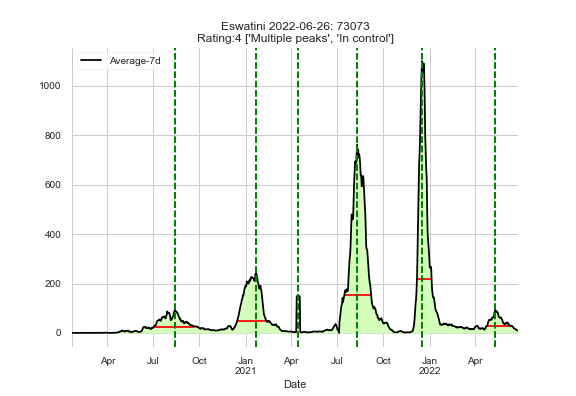 Eswatini 2022-06-26: 73073
Rating:4 ['Multiple peaks', 'In control']
Average-7d
1000
800
600
400
200
0
Apr Jul Oct Jan Apr Jul Oct Jan Apr
2021 2022
Date